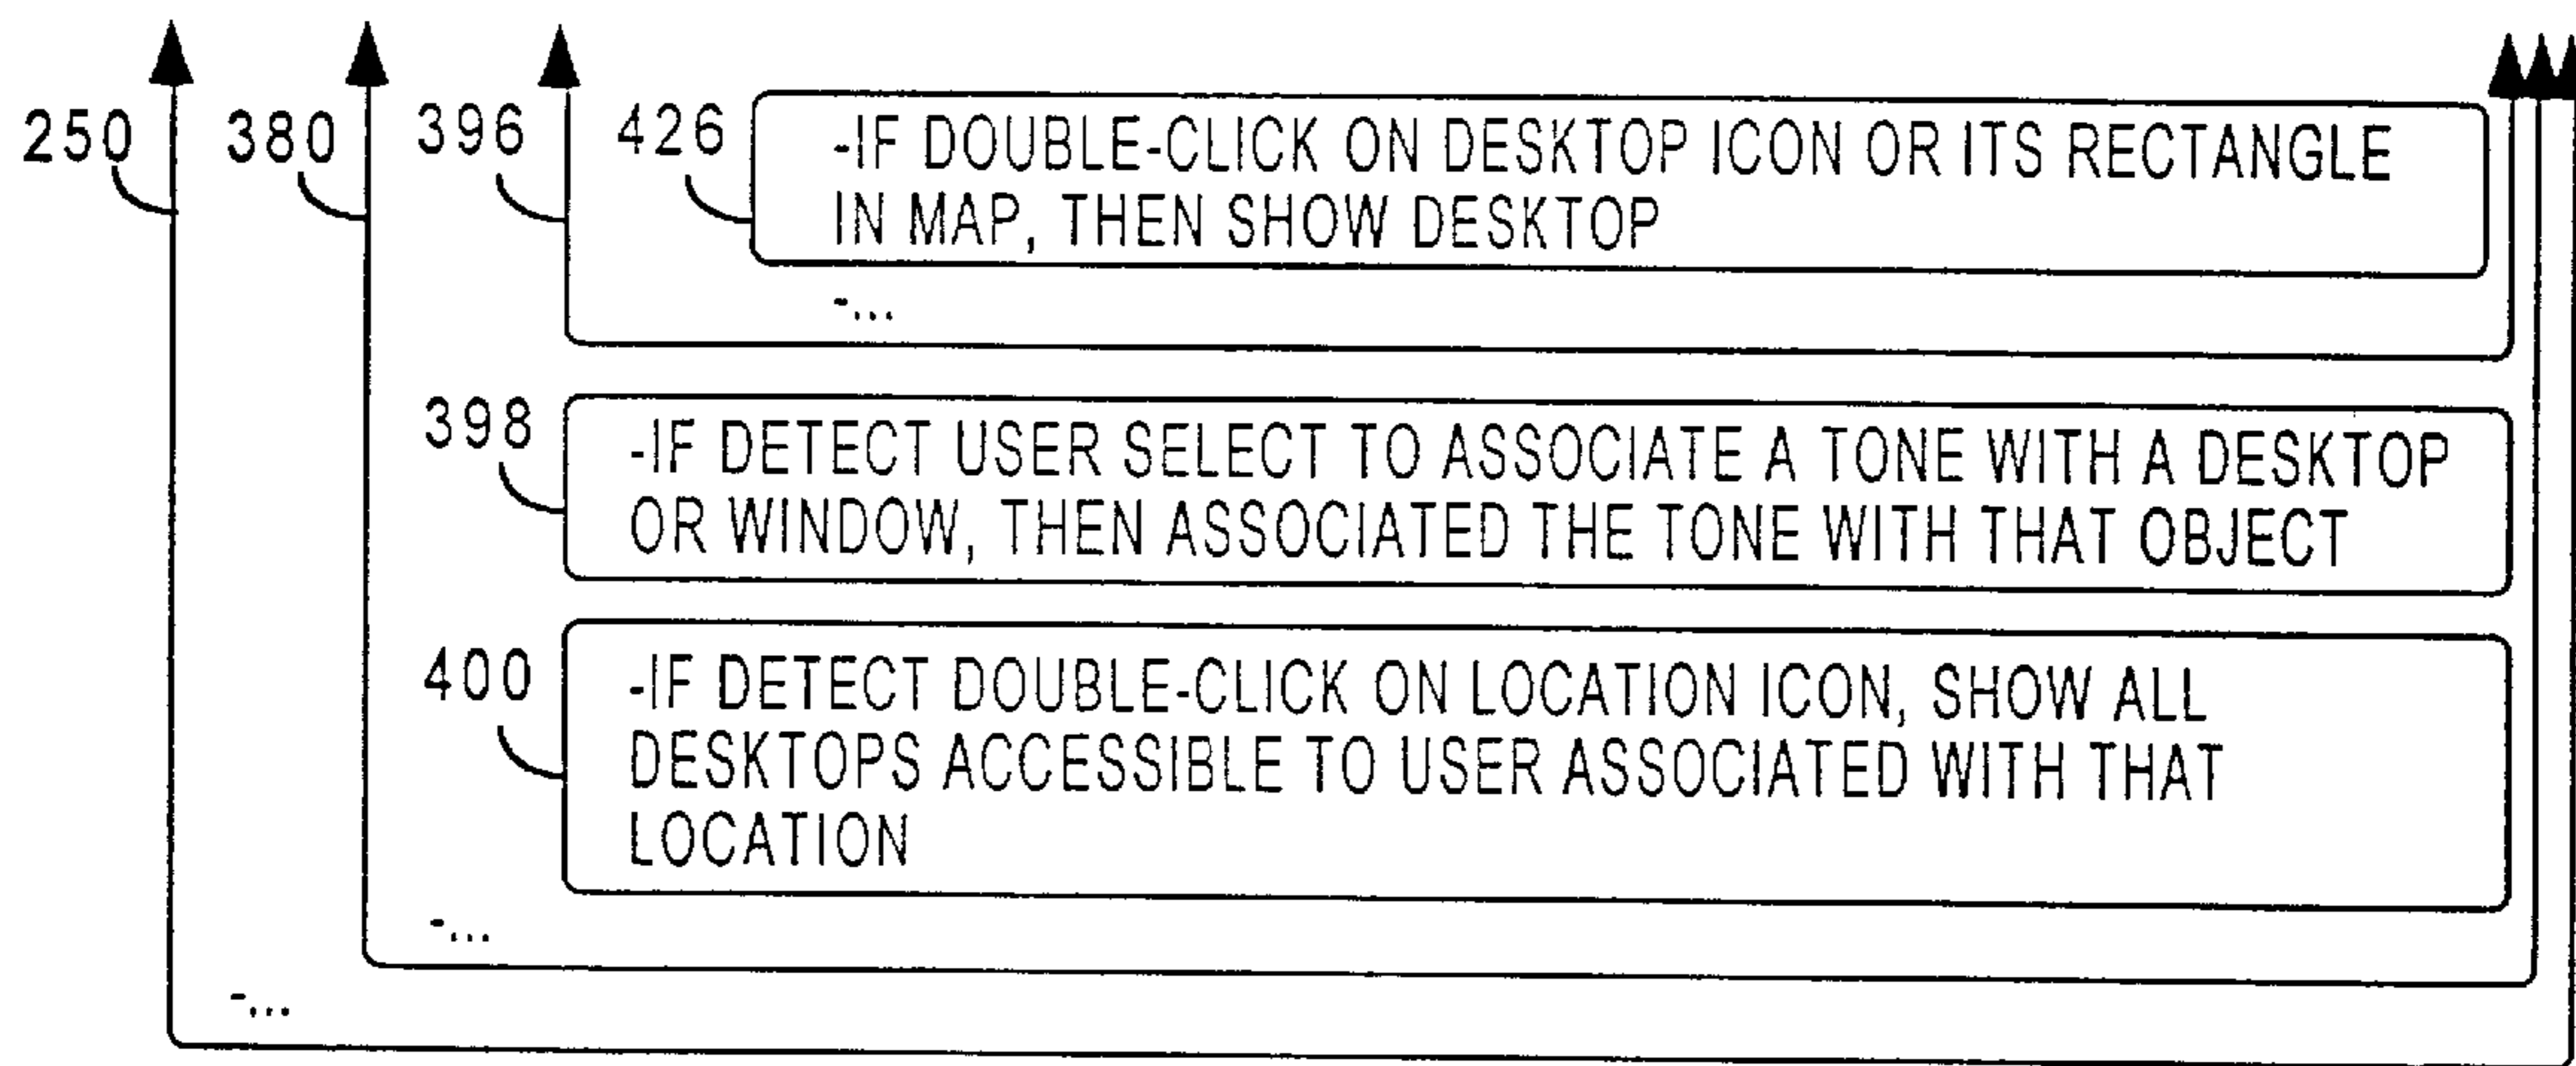 250
380
396
426
-IF DOUBLE-CLICK ON DESKTOP ICON OR ITS RECTANGLE
IN MAP, THEN SHOW DESKTOP
-...
398
-IF DETECT USER SELECT TO ASSOCIATE A TONE WITH A DESKTOP
OR WINDOW, THEN ASSOCIATED THE TONE WITH THAT OBJECT
400
-IF DETECT DOUBLE-CLICK ON LOCATION ICON, SHOW ALL
DESKTOPS ACCESSIBLE TO USER ASSOCIATED WITH THAT
LOCATION
-...
-...